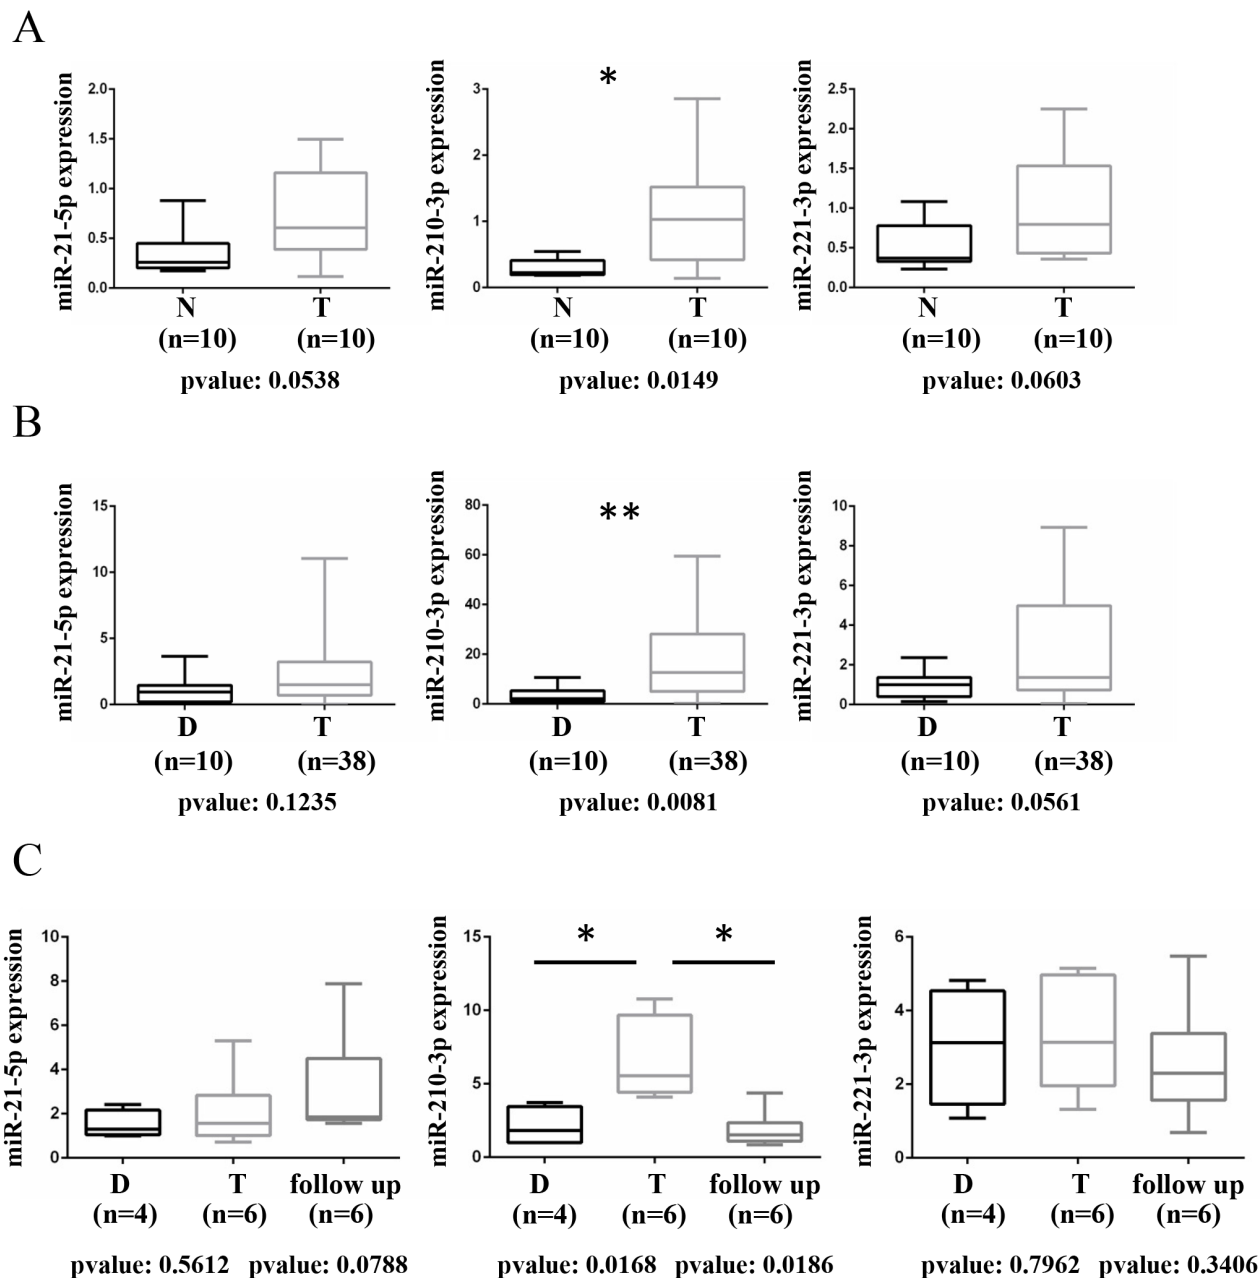 A
miR-21-5p expression
2.0
1.5
1.0
0.5
0.0
N T
(n=10) (n=10)
pvalue: 0.0538
miR-210-3p expression
*
3
2
1
0
N T
(n=10) (n=10)
pvalue: 0.0149
miR-221-3p expression
2.5
2.0
1.5
1.0
0.5
0.0
N T
(n=10) (n=10)
pvalue: 0.0603
B
miR-21-5p expression
15
10
5
0
D T
(n=10) (n=38)
pvalue: 0.1235
miR-210-3p expression
**
80
60
40
20
0
D T
(n=10) (n=38)
pvalue: 0.0081
miR-221-3p expression
10
8
6
4
2
0
D T
(n=10) (n=38)
pvalue: 0.0561
C
miR-21-5p expression
10
8
6
4
2
0
D T follow up
(n=4) (n=6) (n=6)
pvalue: 0.5612 pvalue: 0.0788
miR-210-3p expression
* *
15
10
5
0
D T follow up
(n=4) (n=6) (n=6)
pvalue: 0.0168 pvalue: 0.0186
miR-221-3p expression
6
4
2
0
D T follow up
(n=4) (n=6) (n=6)
pvalue: 0.7962 pvalue: 0.3406